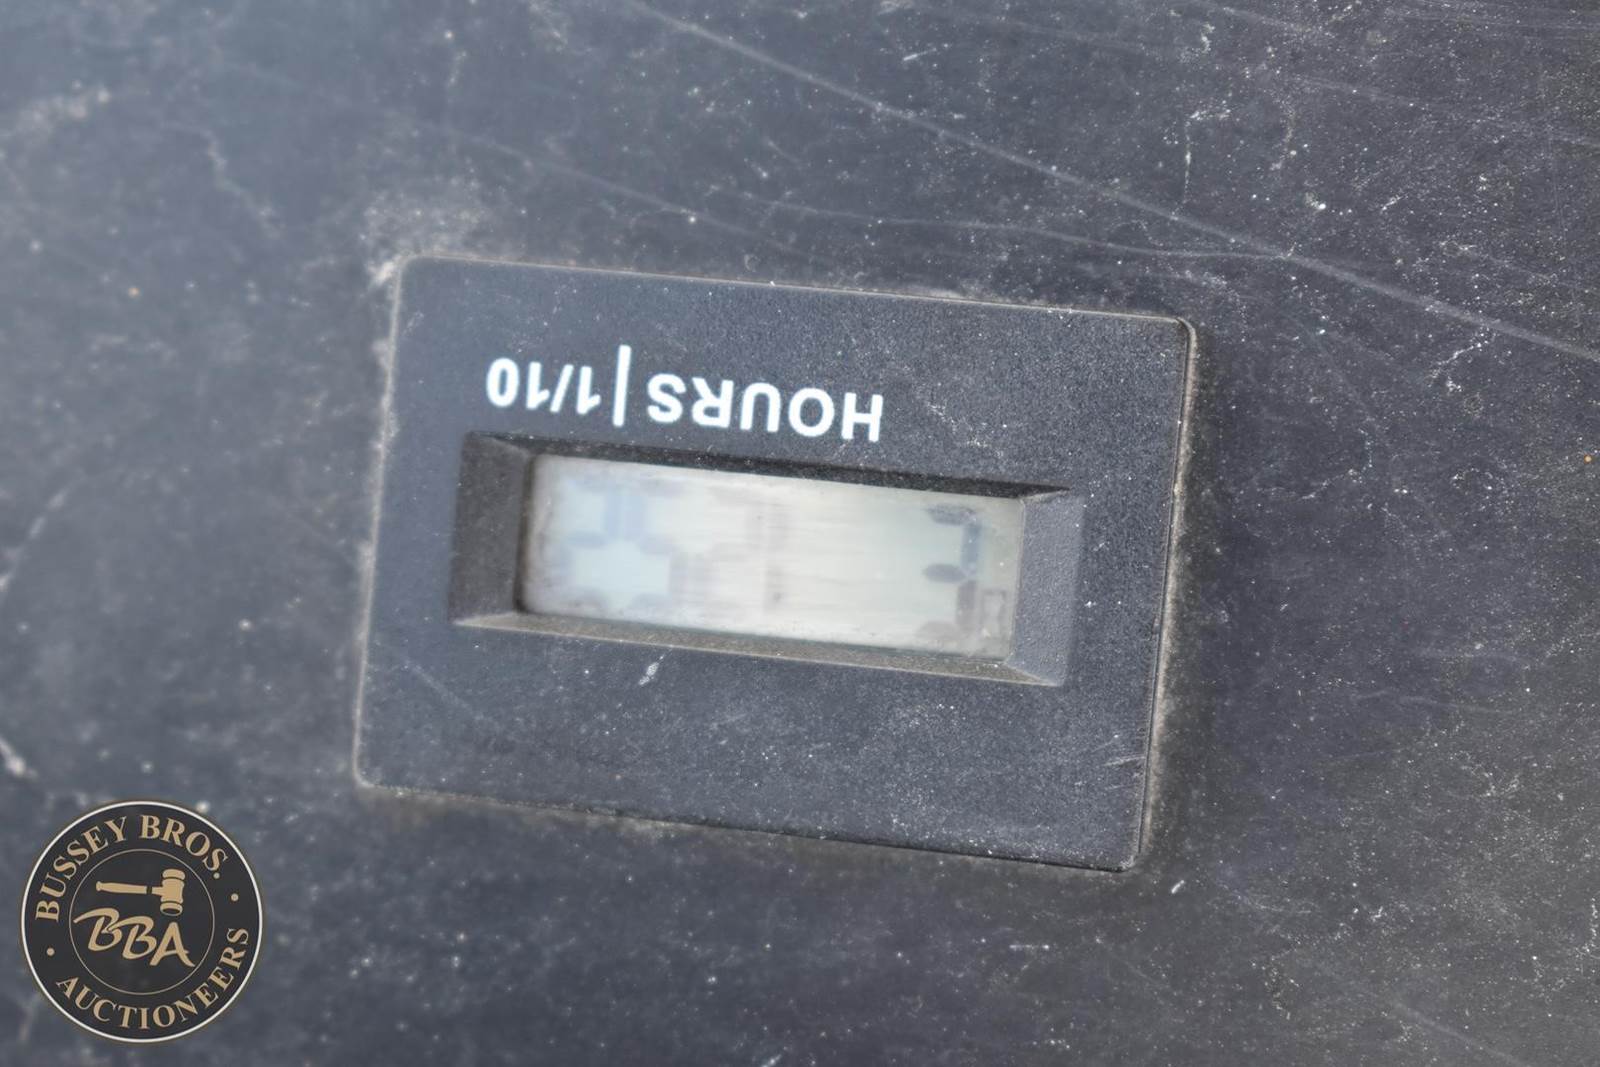 HOURS | 1/10
BUSSEY BROS.
BBA
AUCTIONEERS